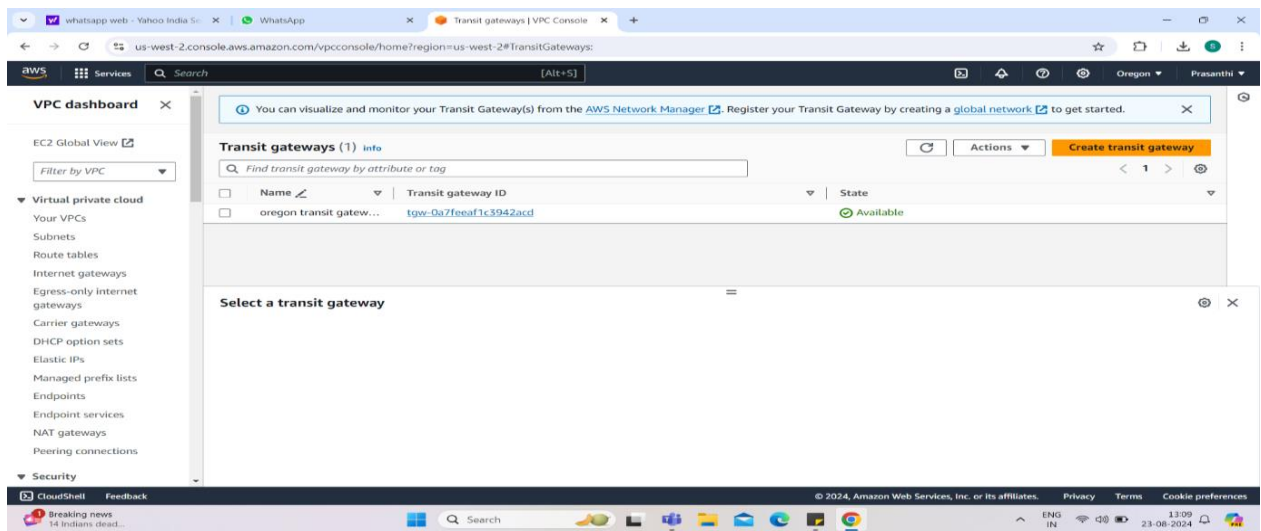 whatsapp web - Yahoo India Se
WhatsApp
Transit gateways | VPC Console
us-west-2.console.aws.amazon.com/vpcconsole/home?region=us-west-2#TransitGateways:
aws
Services
Search
[Alt+S]
Oregon
Prasanthi
VPC dashboard
EC2 Global View
Filter by VPC
Virtual private cloud
Your VPCs
Subnets
Route tables
Internet gateways
Egress-only internet
gateways
Carrier gateways
DHCP option sets
Elastic IPs
Managed prefix lists
Endpoints
Endpoint services
NAT gateways
Peering connections
Security
You can visualize and monitor your Transit Gateway(s) from the AWS Network Manager. Register your Transit Gateway by creating a global network to get started.
Transit gateways (1) Info
Actions
Create transit gateway
Find transit gateway by attribute or tag
1
Name Transit gateway ID State
oregon transit gatew... tgw-0a7feeaf1c3942acd Available
Select a transit gateway
CloudShell Feedback
© 2024, Amazon Web Services, Inc. or its affiliates. Privacy Terms Cookie preferences
1
Breaking news
14 Indians dead...
Search
ENG
IN
13:09
23-08-2024